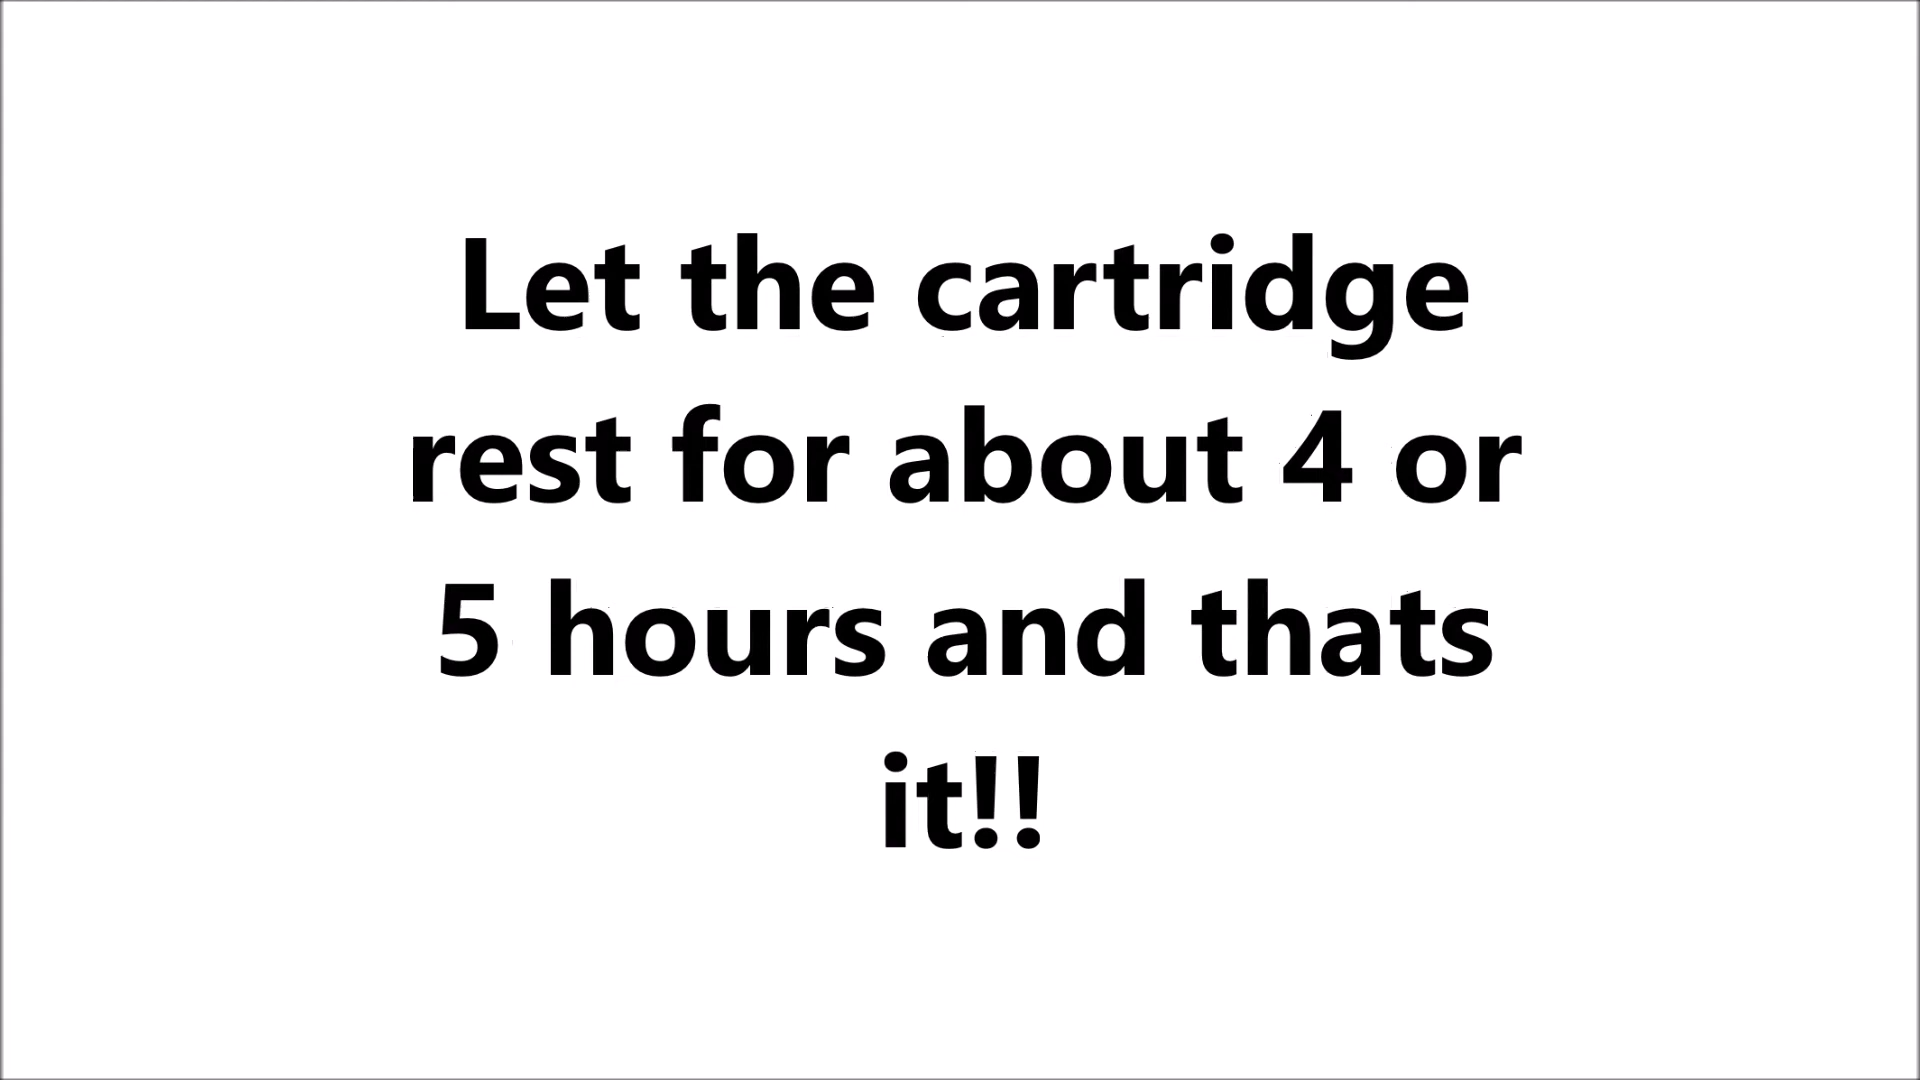 Let the cartridge
rest for about 4 or
5 hours and thats
it!!